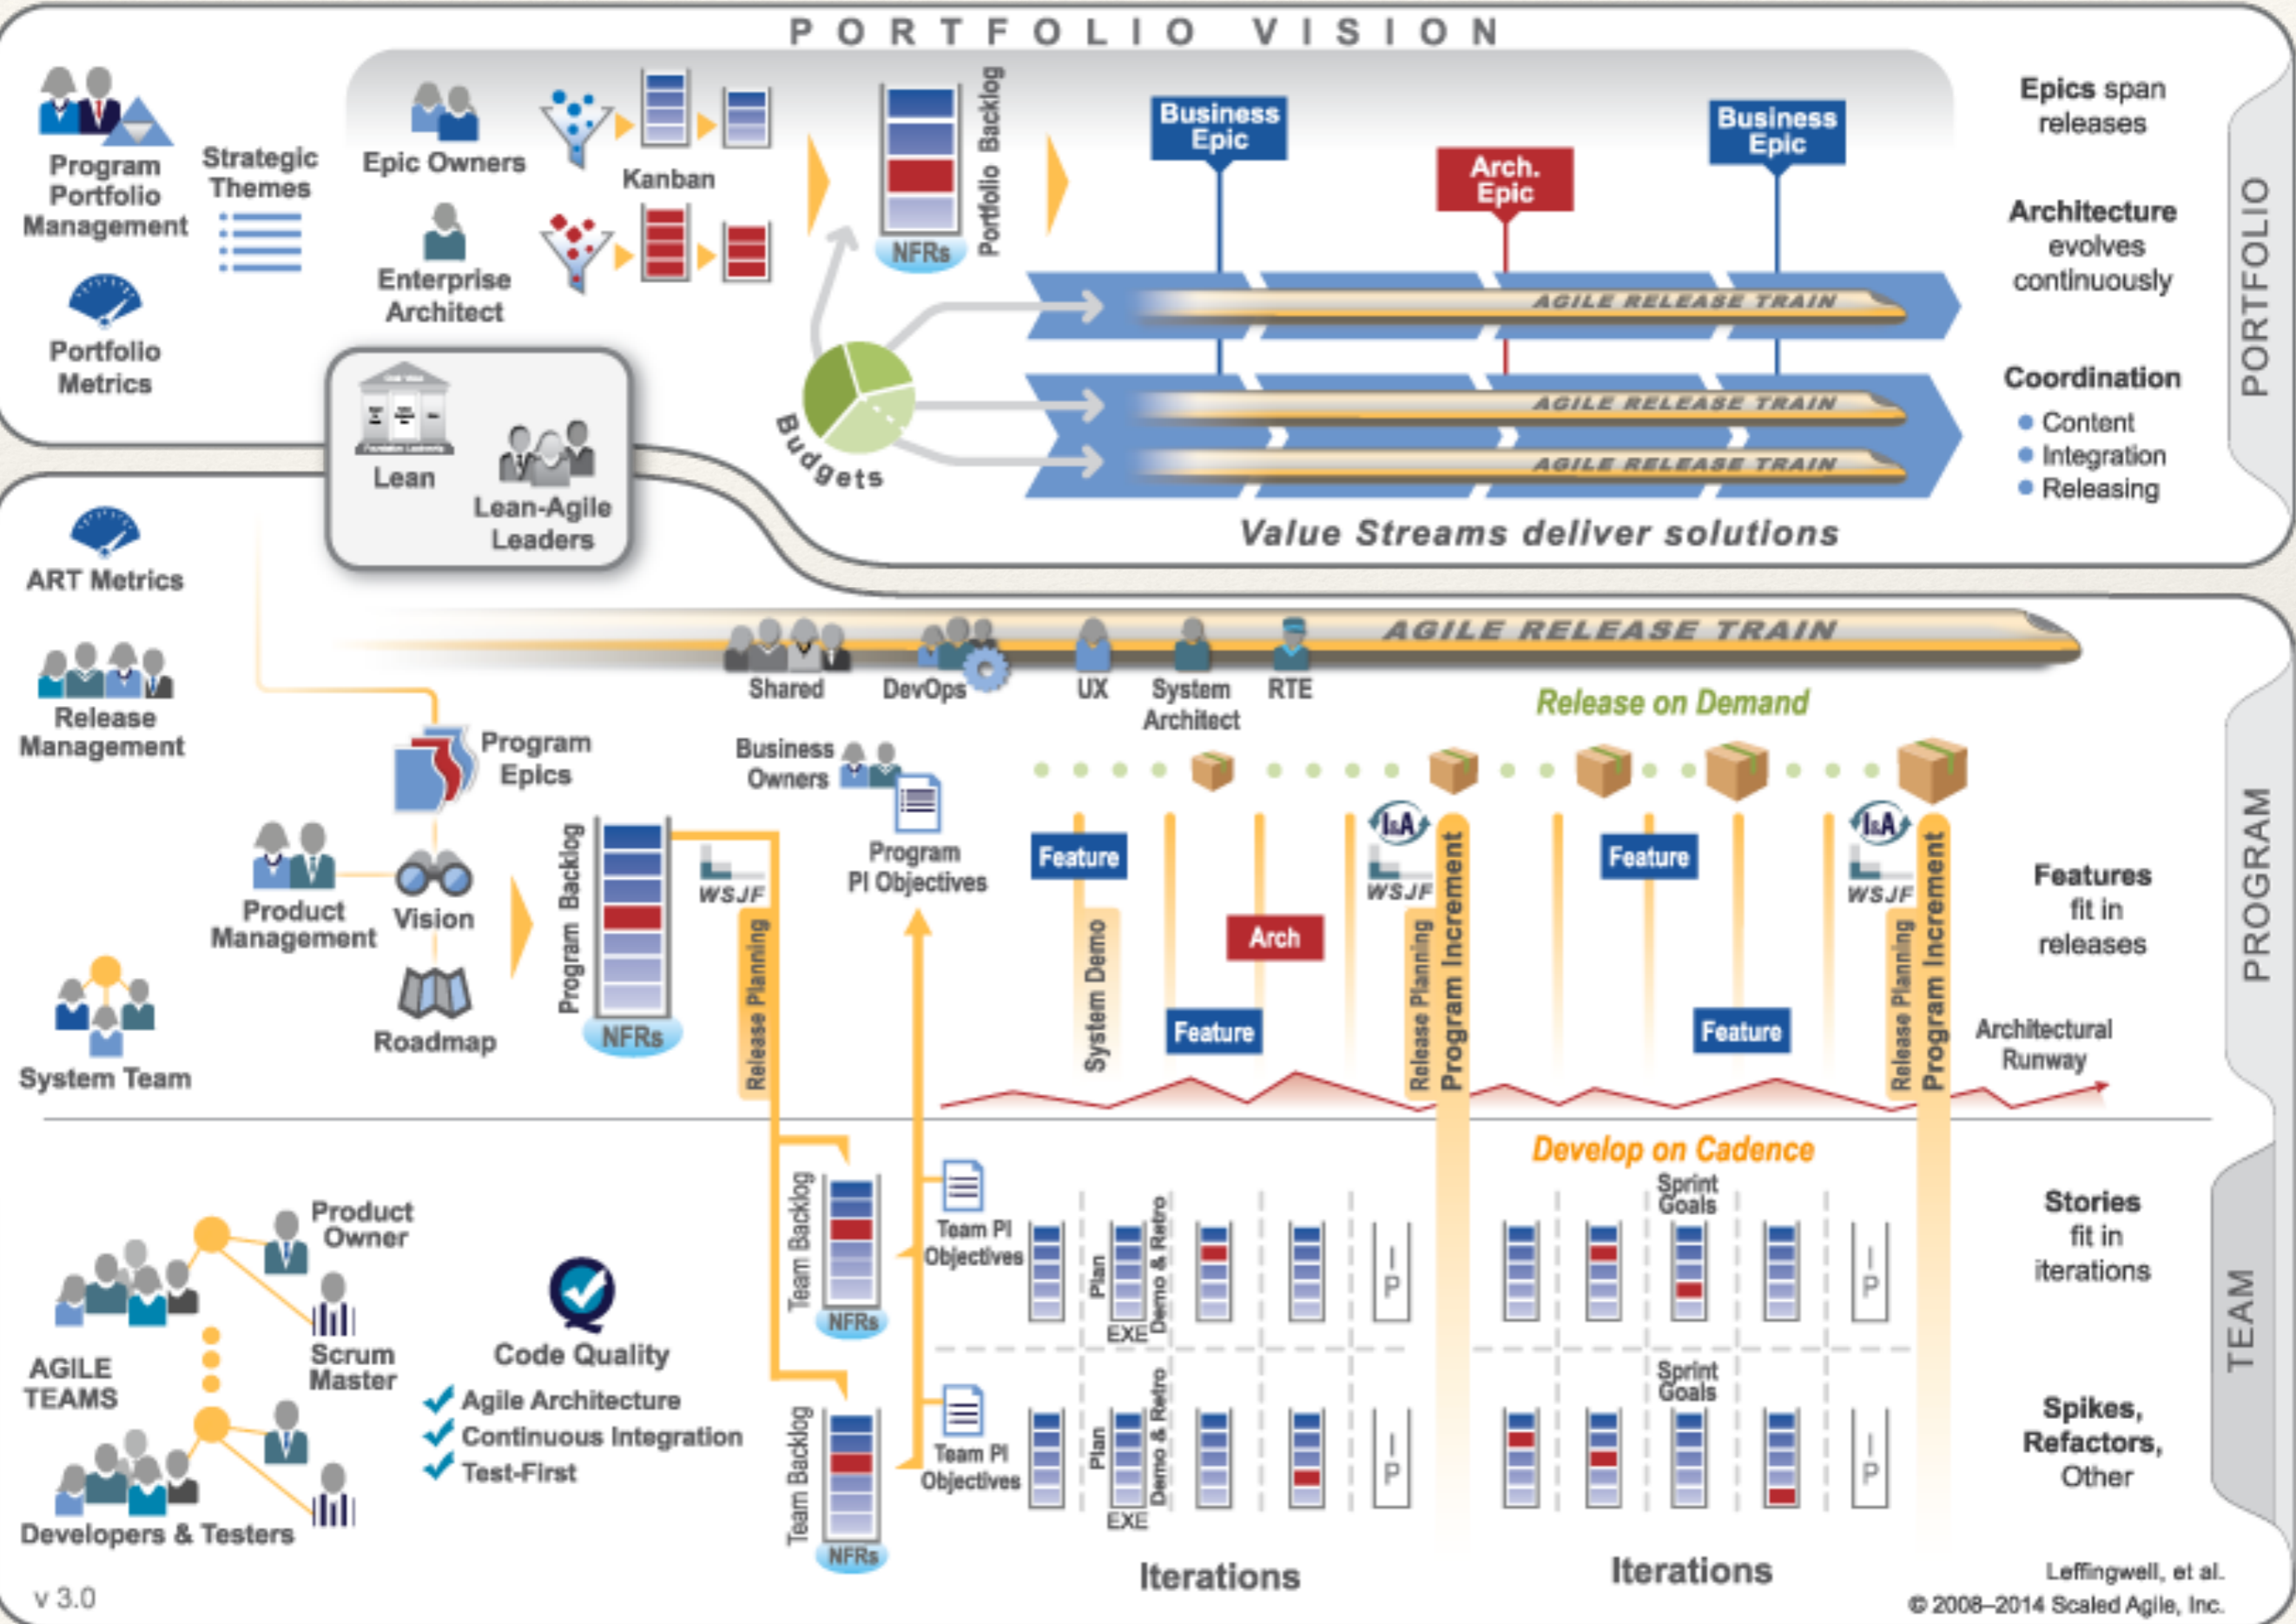 PORTFOLIO VISION
Program
Portfolio
Management
Strategic
Themes
Portfolio
Metrics
Epic Owners
Enterprise
Architect
Kanban
Portfolio Backlog
NFRs
Business
Epic
Arch.
Epic
Business
Epic
AGILE RELEASE TRAIN
AGILE RELEASE TRAIN
AGILE RELEASE TRAIN
Budgets
Value Streams deliver solutions
Epics span
releases
Architecture
evolves
continuously
Coordination
Content
Integration
Releasing
PORTFOLIO
Lean
Lean-Agile
Leaders
ART Metrics
Release
Management
System Team
AGILE RELEASE TRAIN
Shared
DevOps
UX
System
Architect
RTE
Release on Demand
Program
Epics
Product
Management
Vision
Roadmap
Program Backlog
NFRs
WSJF
Release Planning
Business
Owners
Program
PI Objectives
Feature
System Demo
Arch
Feature
I&A
WSJF
Release Planning
Program Increment
Feature
Feature
I&A
WSJF
Release Planning
Program Increment
Features
fit in
releases
Architectural
Runway
PROGRAM
Develop on Cadence
AGILE
TEAMS
Product
Owner
Scrum
Master
Developers & Testers
Code Quality
Agile Architecture
Continuous Integration
Test-First
Team Backlog
NFRs
Team PI
Objectives
Plan
EXE
Demo & Retro
I
P
Sprint
Goals
I
P
Team Backlog
NFRs
Team PI
Objectives
Plan
EXE
Demo & Retro
I
P
Sprint
Goals
I
P
Iterations
Iterations
Stories
fit in
iterations
Spikes,
Refactors,
Other
TEAM
v 3.0
Leffingwell, et al.
© 2008–2014 Scaled Agile, Inc.